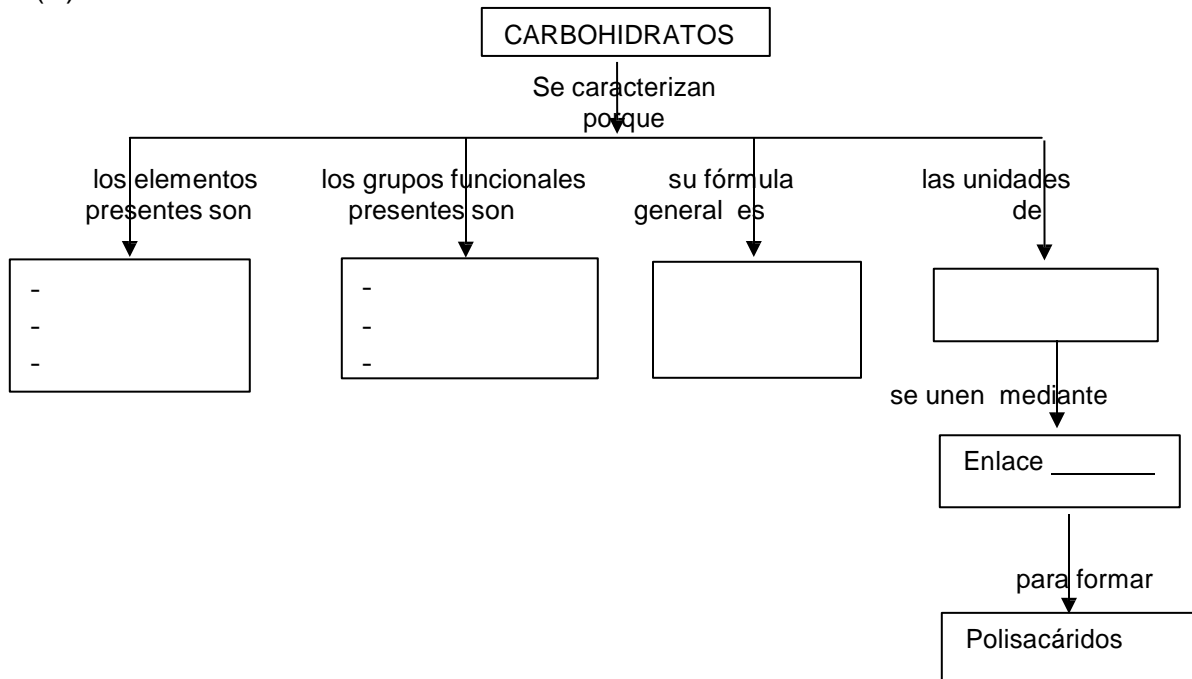 CARBOHIDRATOS
Se caracterizan
porque
los elementos
presentes son
los grupos funcionales
presentes son
su fórmula
general es
las unidades
de
-
-
-
-
-
-
se unen mediante
Enlace _______
para formar
Polisacáridos